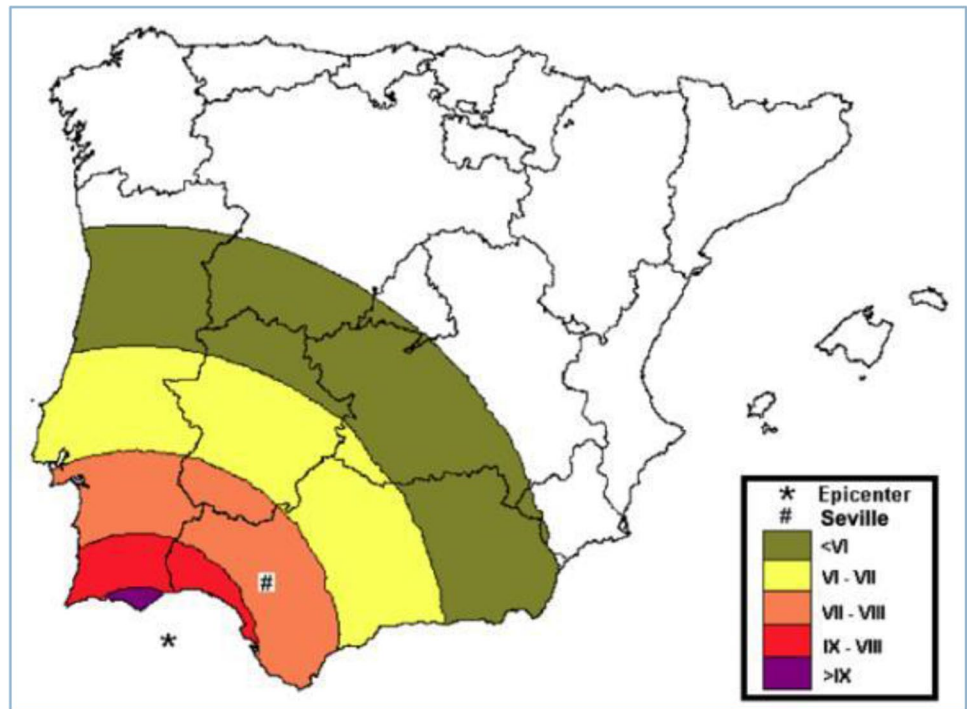 #
*
* Epicenter
# Seville
<VI
VI - VII
VII - VIII
IX - VIII
>IX